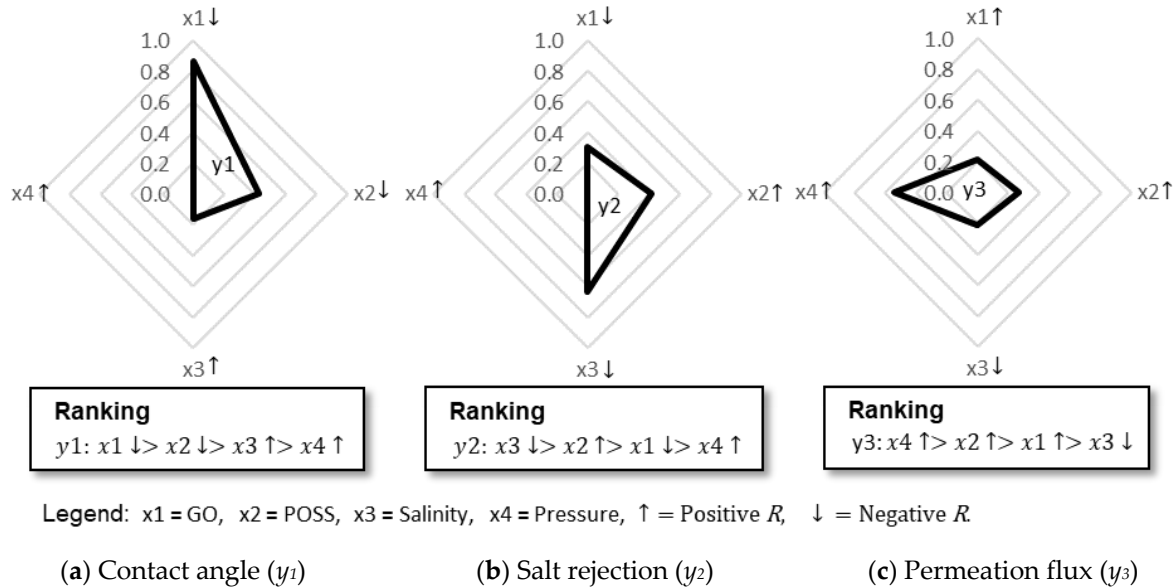 x1↓
1.0
0.8
0.6
0.4
0.2
0.0
y1
x4↑
x2↓
x3↑
Ranking
y1: x1 ↓> x2 ↓> x3 ↑> x4 ↑
x1↓
1.0
0.8
0.6
0.4
0.2
0.0
y2
x4↑
x2↑
x3↓
Ranking
y2: x3 ↓> x2 ↑> x1 ↓> x4 ↑
x1↑
1.0
0.8
0.6
0.4
0.2
0.0
y3
x4↑
x2↑
x3↓
Ranking
y3: x4 ↑> x2 ↑> x1 ↑> x3 ↓
Legend: x1 = GO, x2 = POSS, x3 = Salinity, x4 = Pressure, ↑ = Positive R, ↓ = Negative R.
(a) Contact angle (y1)
(b) Salt rejection (y2)
(c) Permeation flux (y3)